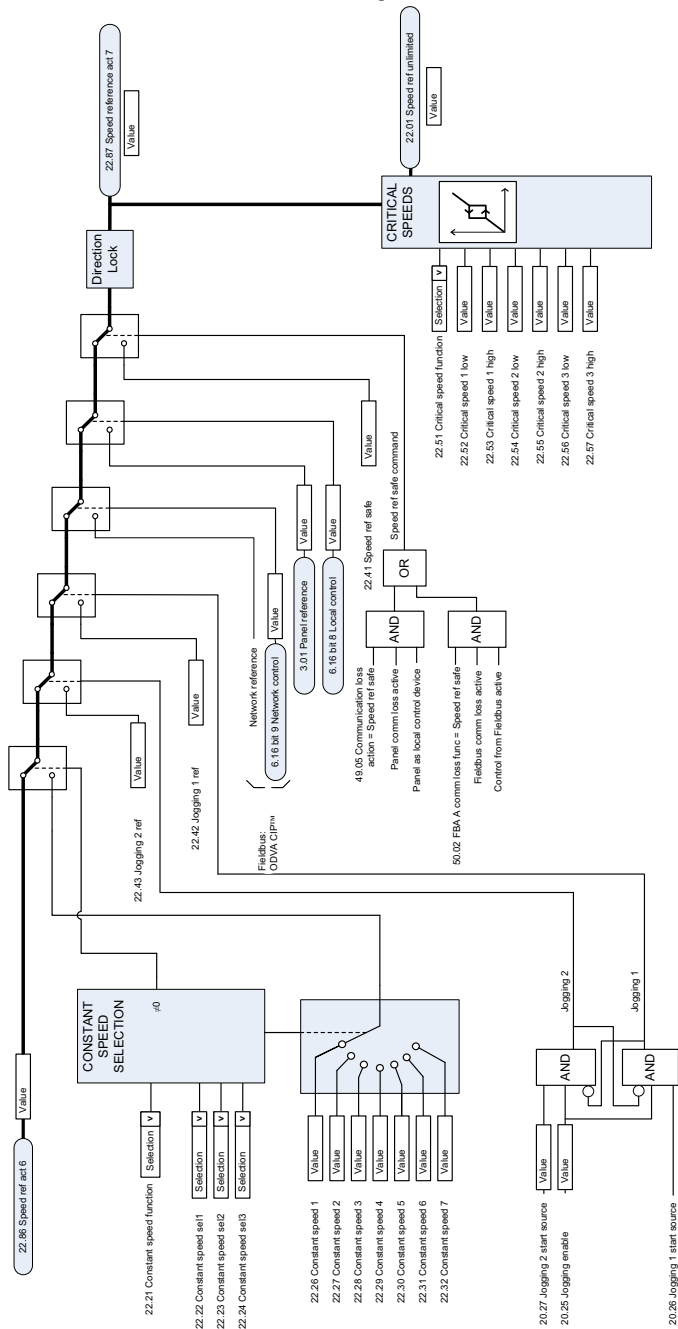 22.86 Speed ref act 6
Value
22.21 Constant speed function
Selection
v
22.22 Constant speed sel1
Selection
v
22.23 Constant speed sel2
Selection
v
22.24 Constant speed sel3
Selection
v
CONSTANT
SPEED
SELECTION
≠0
22.26 Constant speed 1
Value
22.27 Constant speed 2
Value
22.28 Constant speed 3
Value
22.29 Constant speed 4
Value
22.30 Constant speed 5
Value
22.31 Constant speed 6
Value
22.32 Constant speed 7
Value
20.27 Jogging 2 start source
Value
20.25 Jogging enable
Value
20.26 Jogging 1 start source
AND
AND
Jogging 2
Jogging 1
22.43 Jogging 2 ref
Value
22.42 Jogging 1 ref
Value
Fieldbus:
ODVA CIP™
Network reference
6.16 bit 9 Network control
Value
3.01 Panel reference
Value
6.16 bit 8 Local control
Value
22.41 Speed ref safe
Value
49.05 Communication loss
action = Speed ref safe
Panel comm loss active
Panel as local control device
AND
50.02 FBA A comm loss func = Speed ref safe
Fieldbus comm loss active
Control from Fieldbus active
AND
OR
Speed ref safe command
Direction
Lock
22.87 Speed reference act 7
Value
22.51 Critical speed function
Selection
v
22.52 Critical speed 1 low
Value
22.53 Critical speed 1 high
Value
22.54 Critical speed 2 low
Value
22.55 Critical speed 2 high
Value
22.56 Critical speed 3 low
Value
22.57 Critical speed 3 high
Value
CRITICAL
SPEEDS
22.01 Speed ref unlimited
Value